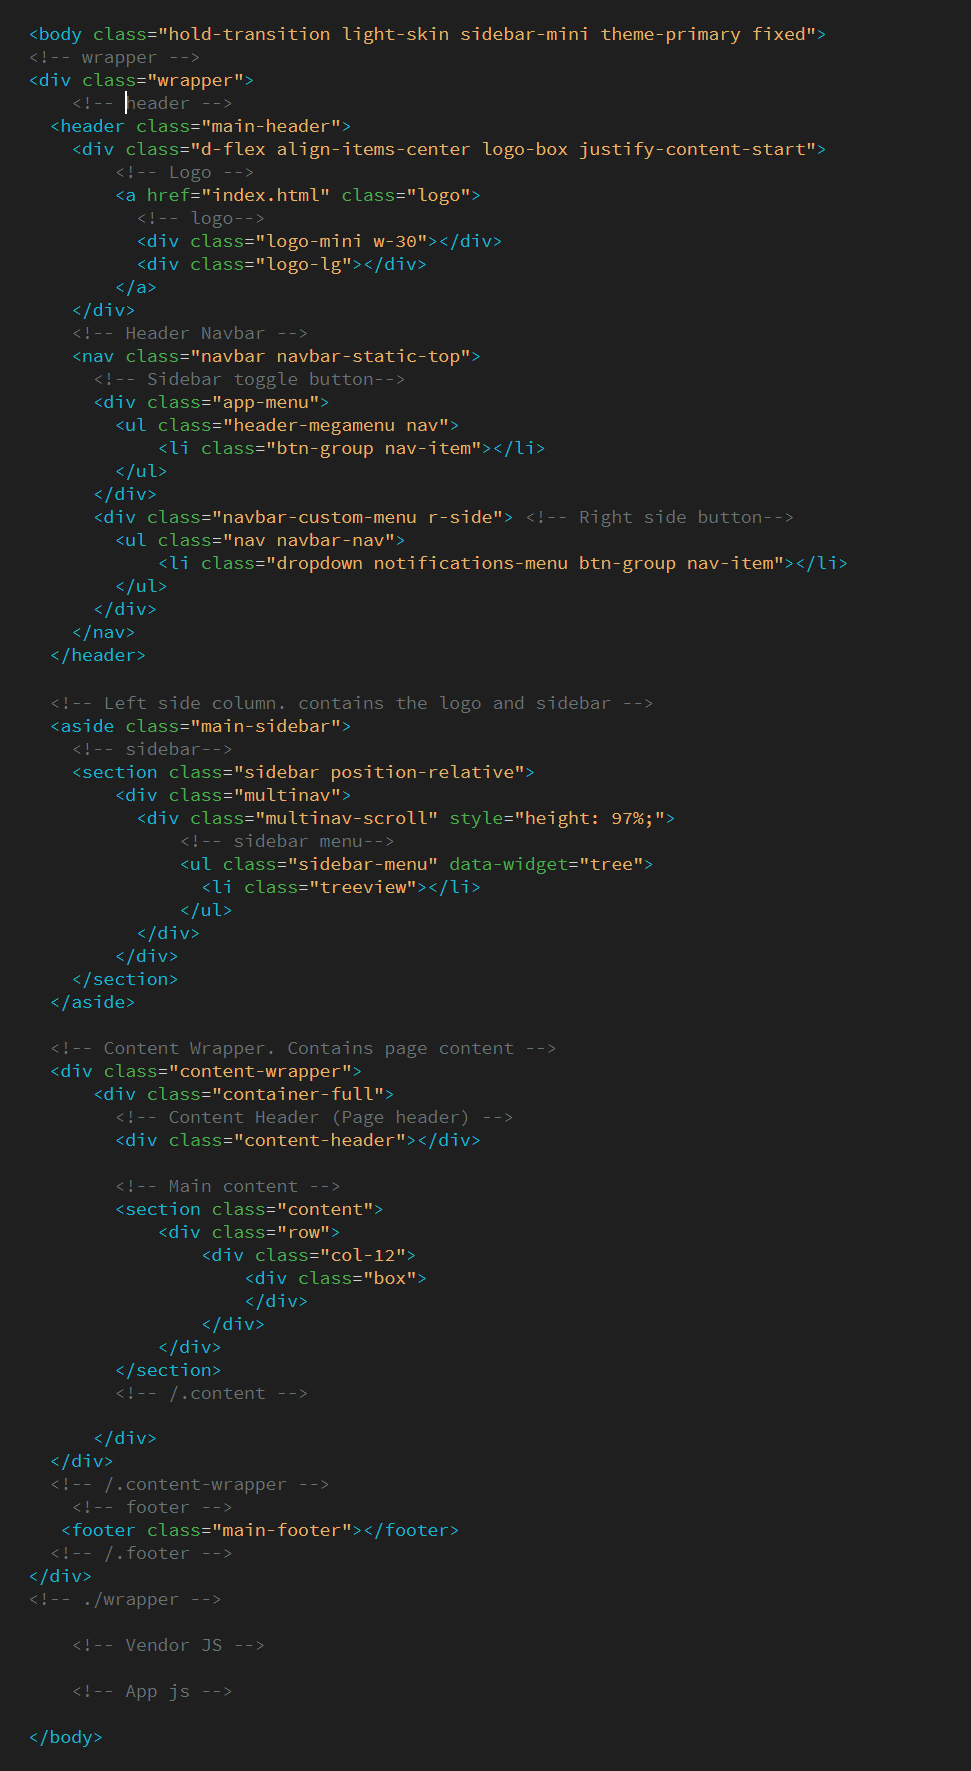 <body class="hold-transition light-skin sidebar-mini theme-primary fixed">
<!-- wrapper -->
<div class="wrapper">
<!-- header -->
<header class="main-header">
<div class="d-flex align-items-center logo-box justify-content-start">
<!-- Logo -->
<a href="index.html" class="logo">
<!-- logo-->
<div class="logo-mini w-30"></div>
<div class="logo-lg"></div>
</a>
</div>
<!-- Header Navbar -->
<nav class="navbar navbar-static-top">
<!-- Sidebar toggle button-->
<div class="app-menu">
<ul class="header-megamenu nav">
<li class="btn-group nav-item"></li>
</ul>
</div>
<div class="navbar-custom-menu r-side"> <!-- Right side button-->
<ul class="nav navbar-nav">
<li class="dropdown notifications-menu btn-group nav-item"></li>
</ul>
</div>
</nav>
</header>
<!-- Left side column. contains the logo and sidebar -->
<aside class="main-sidebar">
<!-- sidebar-->
<section class="sidebar position-relative">
<div class="multinav">
<div class="multinav-scroll" style="height: 97%;">
<!-- sidebar menu-->
<ul class="sidebar-menu" data-widget="tree">
<li class="treeview"></li>
</ul>
</div>
</div>
</section>
</aside>
<!-- Content Wrapper. Contains page content -->
<div class="content-wrapper">
<div class="container-full">
<!-- Content Header (Page header) -->
<div class="content-header"></div>
<!-- Main content -->
<section class="content">
<div class="row">
<div class="col-12">
<div class="box">
</div>
</div>
</div>
</section>
<!-- /.content -->
</div>
</div>
<!-- /.content-wrapper -->
<!-- footer -->
<footer class="main-footer"></footer>
<!-- /.footer -->
</div>
<!-- ./wrapper -->
<!-- Vendor JS -->
<!-- App js -->
</body>